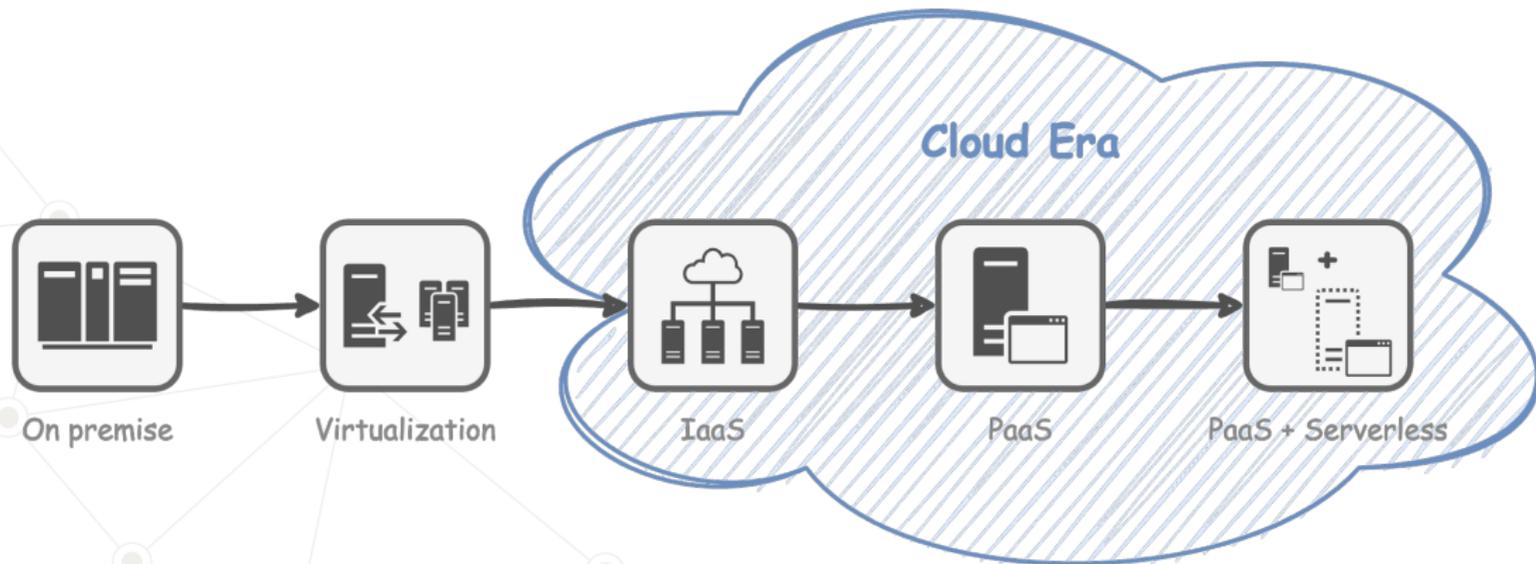 Cloud Era
On premise
Virtualization
IaaS
PaaS
PaaS + Serverless